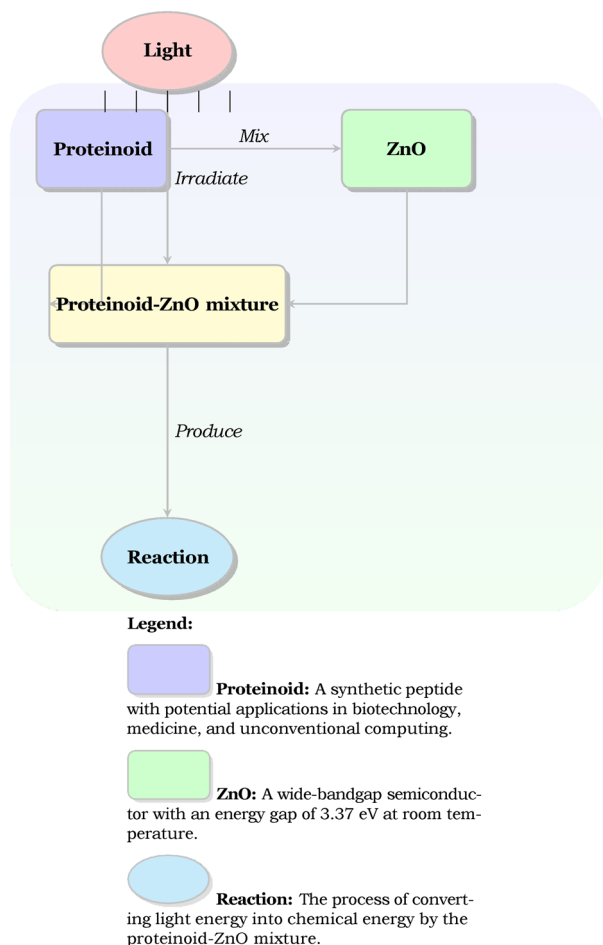 Light
Proteinoid
Mix
ZnO
Irradiate
Proteinoid-ZnO mixture
Produce
Reaction
Legend:
Proteinoid: A synthetic peptide
with potential applications in biotechnology,
medicine, and unconventional computing.
ZnO: A wide-bandgap semiconduc-
tor with an energy gap of 3.37 eV at room tem-
perature.
Reaction: The process of convert-
ing light energy into chemical energy by the
proteinoid-ZnO mixture.